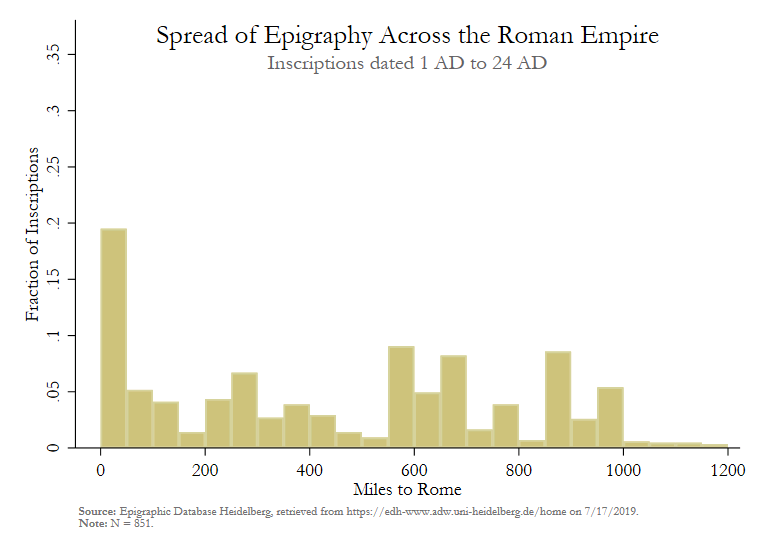 Spread of Epigraphy Across the Roman Empire
Inscriptions dated 1 AD to 24 AD
Fraction of Inscriptions
.35
.3
.25
.2
.15
.1
.05
0
0 200 400 600 800 1000 1200
Miles to Rome
Source: Epigraphic Database Heidelberg, retrieved from https://edh-www.adw.uni-heidelberg.de/home on 7/17/2019.
Note: N = 851.